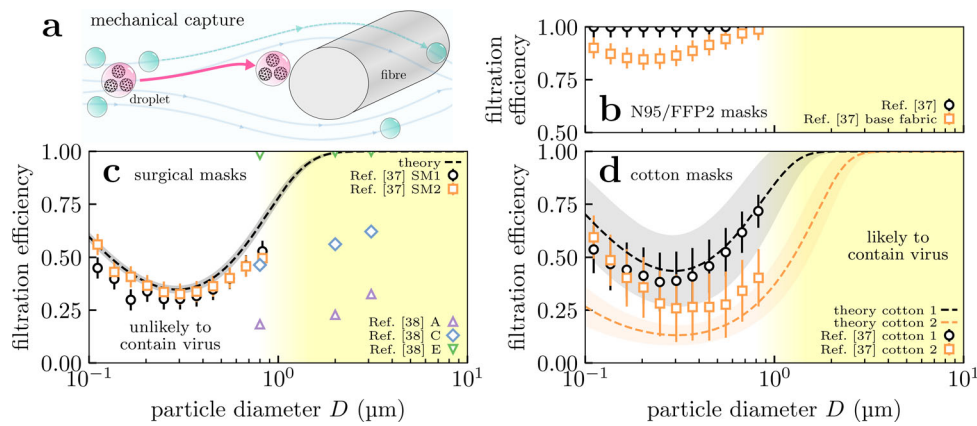 a
mechanical capture
droplet
fibre
filtration
efficiency
1.00
0.75
0.50
b N95/FFP2 masks
Ref. [37]
Ref. [37] base fabric
filtration efficiency
1.00
0.75
0.50
0.25
0.00
c surgical masks
theory
Ref. [37] SM1
Ref. [37] SM2
unlikely to
contain virus
Ref. [38] A
Ref. [38] C
Ref. [38] E
10⁻¹
10⁰
10¹
particle diameter D (µm)
filtration efficiency
1.00
0.75
0.50
0.25
0.00
d cotton masks
likely to
contain virus
theory cotton 1
theory cotton 2
Ref. [37] cotton 1
Ref. [37] cotton 2
10⁻¹
10⁰
10¹
particle diameter D (µm)